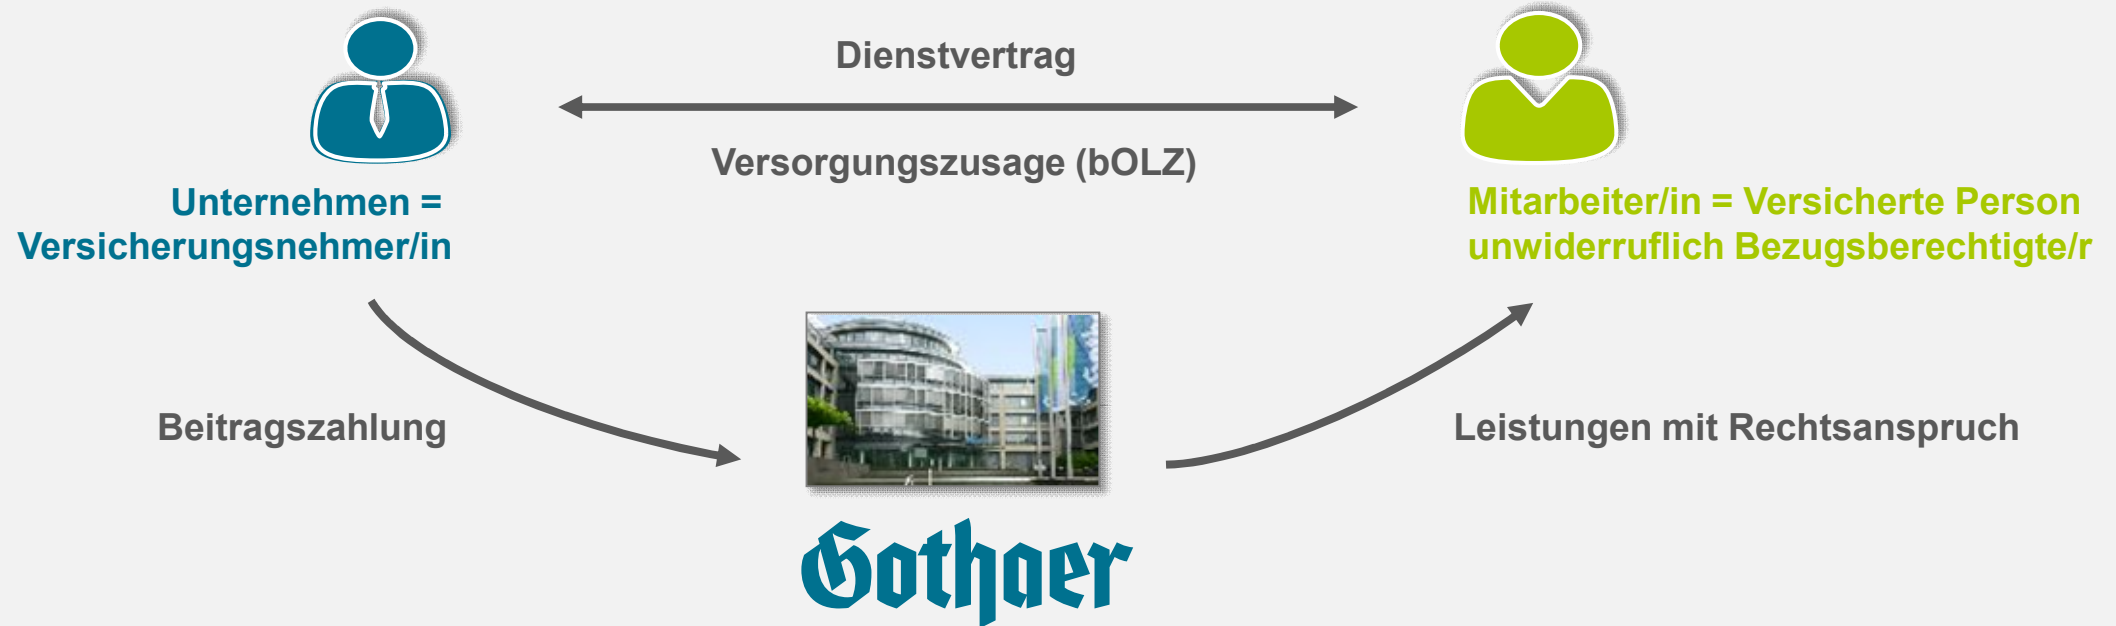 Dienstvertrag
Versorgungszusage (bOLZ)
Unternehmen =
Versicherungsnehmer/in
Mitarbeiter/in = Versicherte Person
unwiderruflich Bezugsberechtigte/r
Beitragszahlung
Leistungen mit Rechtsanspruch
Gothaer